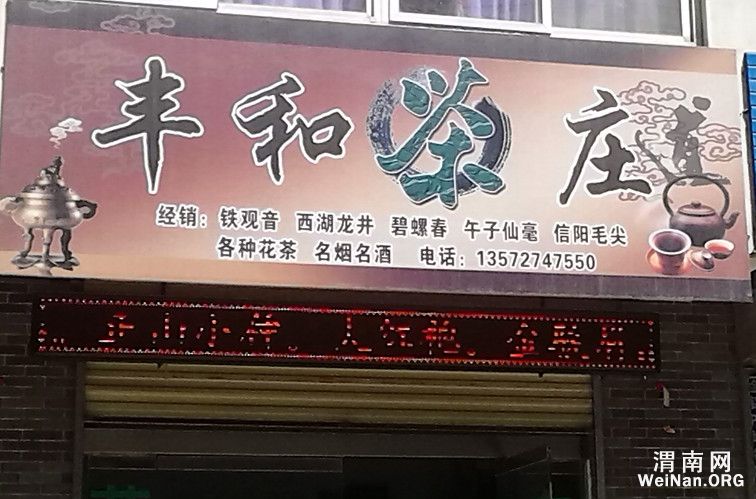 丰和茶庄
经销：铁观音 西湖龙井 碧螺春 午子仙毫 信阳毛尖
各种花茶 名烟名酒 电话：13572747550
正山小种。大红袍。金骏眉。
渭南网
WeiNan.ORG